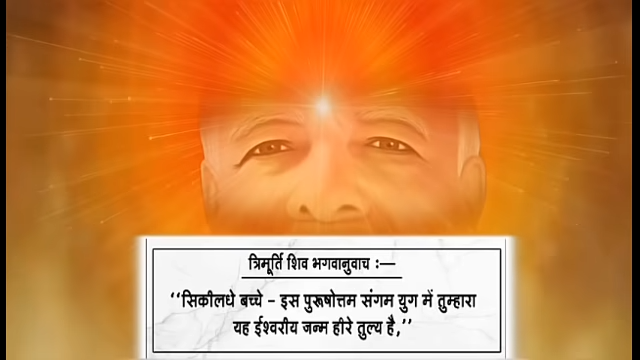 त्रिमूर्ति शिव भगवानुवाच :—
‘‘सिकीलधे बच्चे - इस पुरूषोत्तम संगम युग में तुम्हारा
यह ईश्वरीय जन्म हीरे तुल्य है,’’